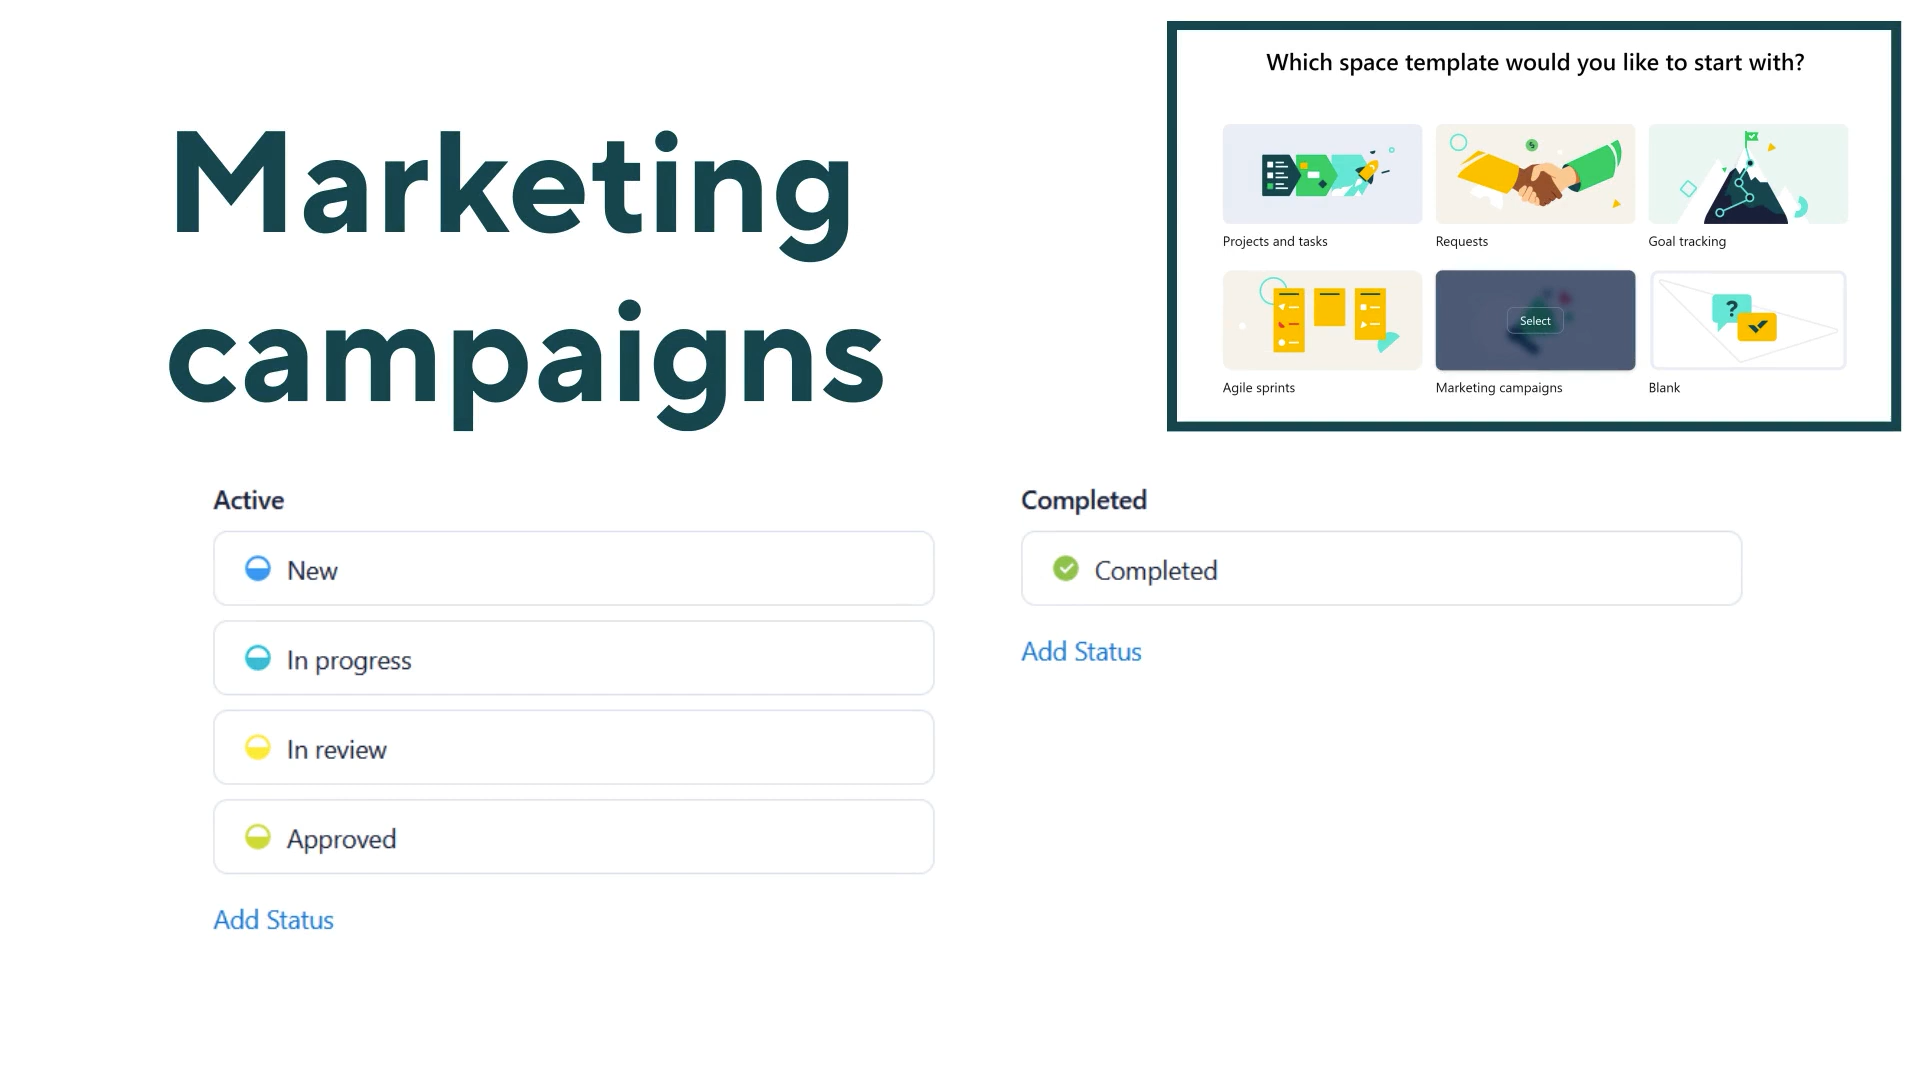 Marketing
campaigns
Which space template would you like to start with?
Projects and tasks
Requests
$
Goal tracking
?
Select
Agile sprints
Marketing campaigns
Blank
Active
New
In progress
In review
Approved
Add Status
Completed
Completed
Add Status